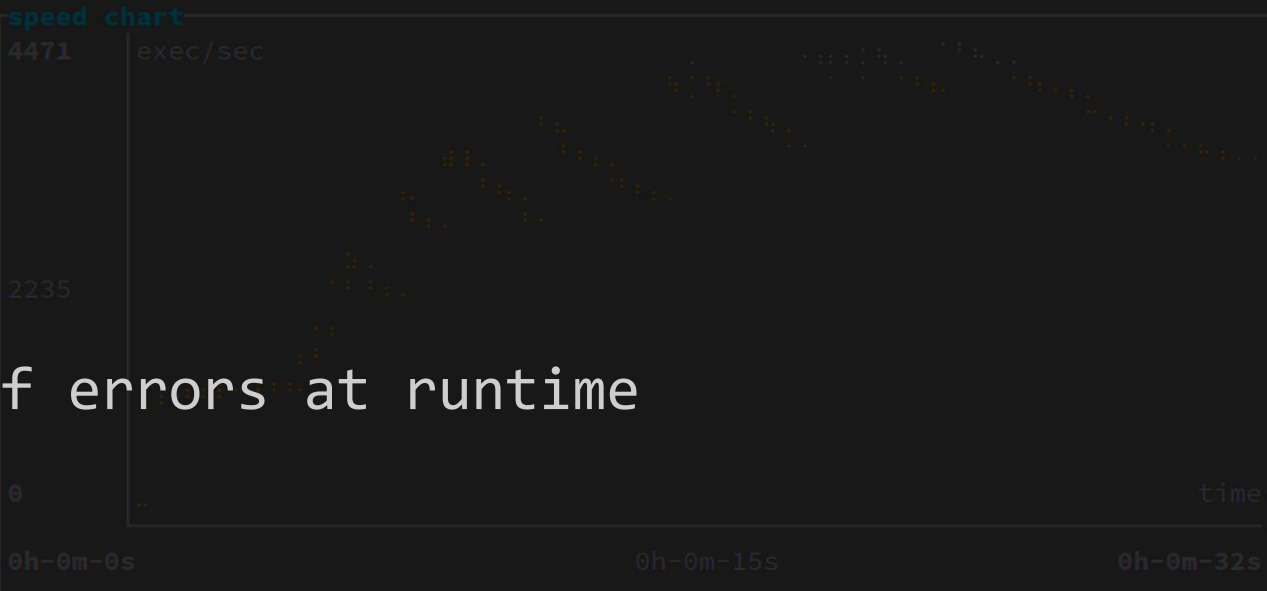 speed chart
4471 exec/sec
2235
f errors at runtime
0 time
0h-0m-0s 0h-0m-15s 0h-0m-32s